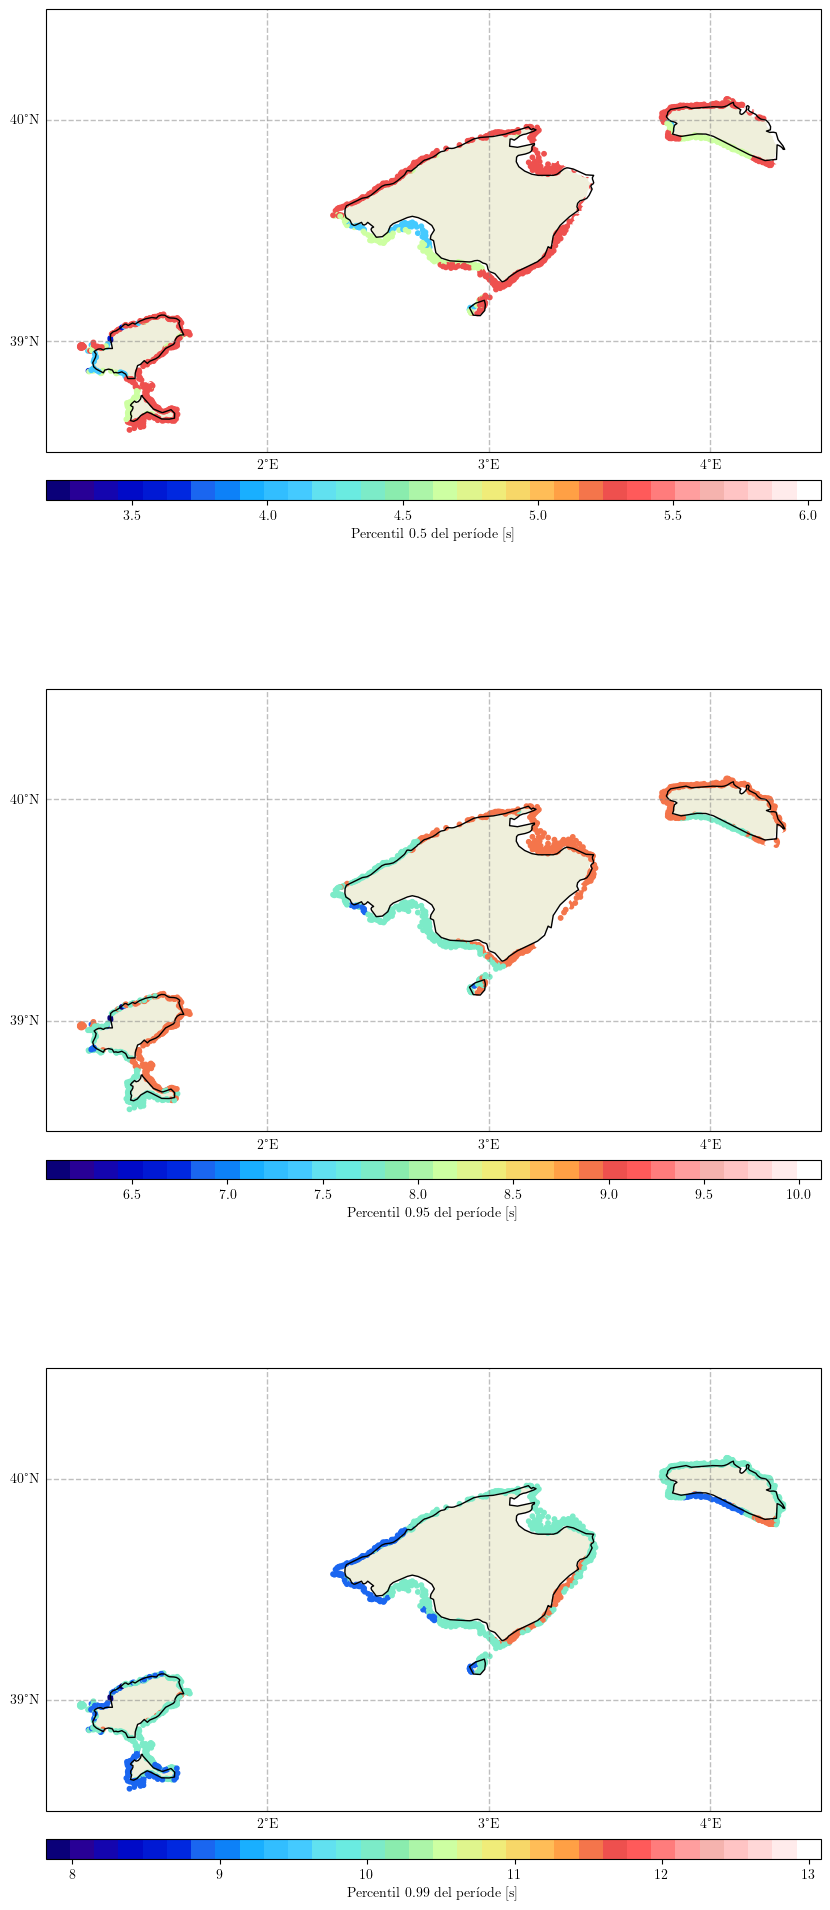 40°N
39°N
2°E 3°E 4°E
3.5 4.0 4.5 5.0 5.5 6.0
Percentil 0.5 del període [s]
40°N
39°N
2°E 3°E 4°E
6.5 7.0 7.5 8.0 8.5 9.0 9.5 10.0
Percentil 0.95 del període [s]
40°N
39°N
2°E 3°E 4°E
8 9 10 11 12 13
Percentil 0.99 del període [s]